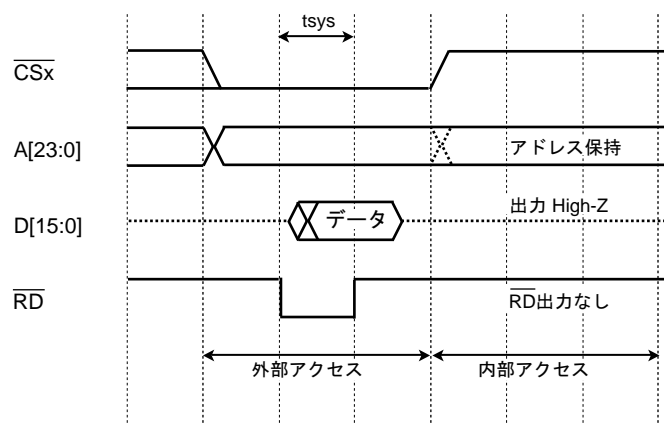 tsys
CSx
A[23:0]
アドレス保持
D[15:0]
データ
出力 High-Z
RD
RD出力なし
外部アクセス
内部アクセス